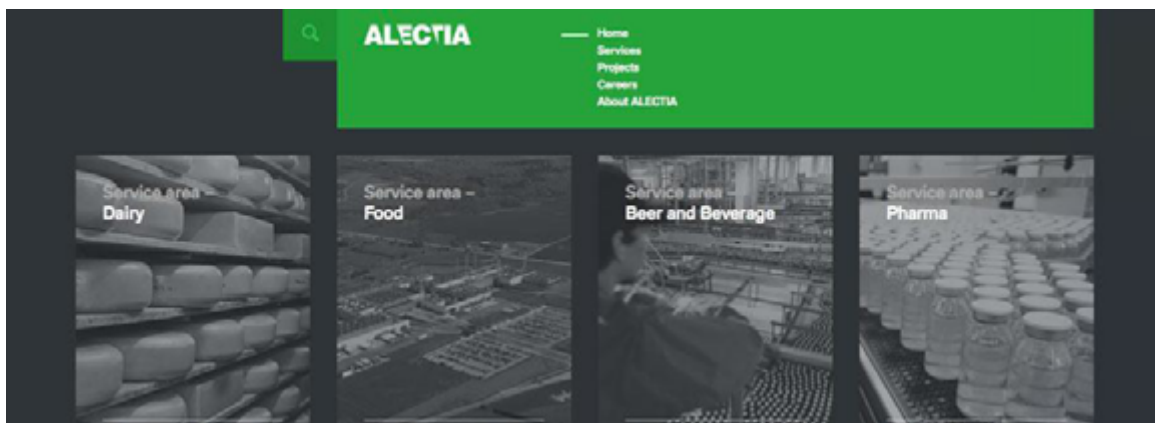 ALECTIA
Home
Services
Projects
Careers
About ALECTIA
Service area –
Dairy
Service area –
Food
Service area –
Beer and Beverage
Service area –
Pharma